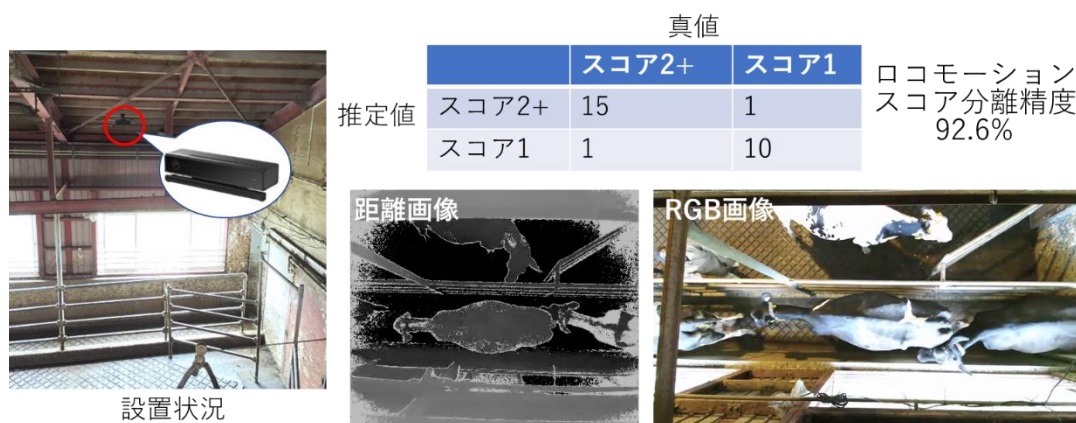 真値
スコア2+ スコア1
推定値
スコア2+ 15 1
スコア1 1 10
ロコモーション
スコア分離精度
92.6%
距離画像
RGB画像
設置状況